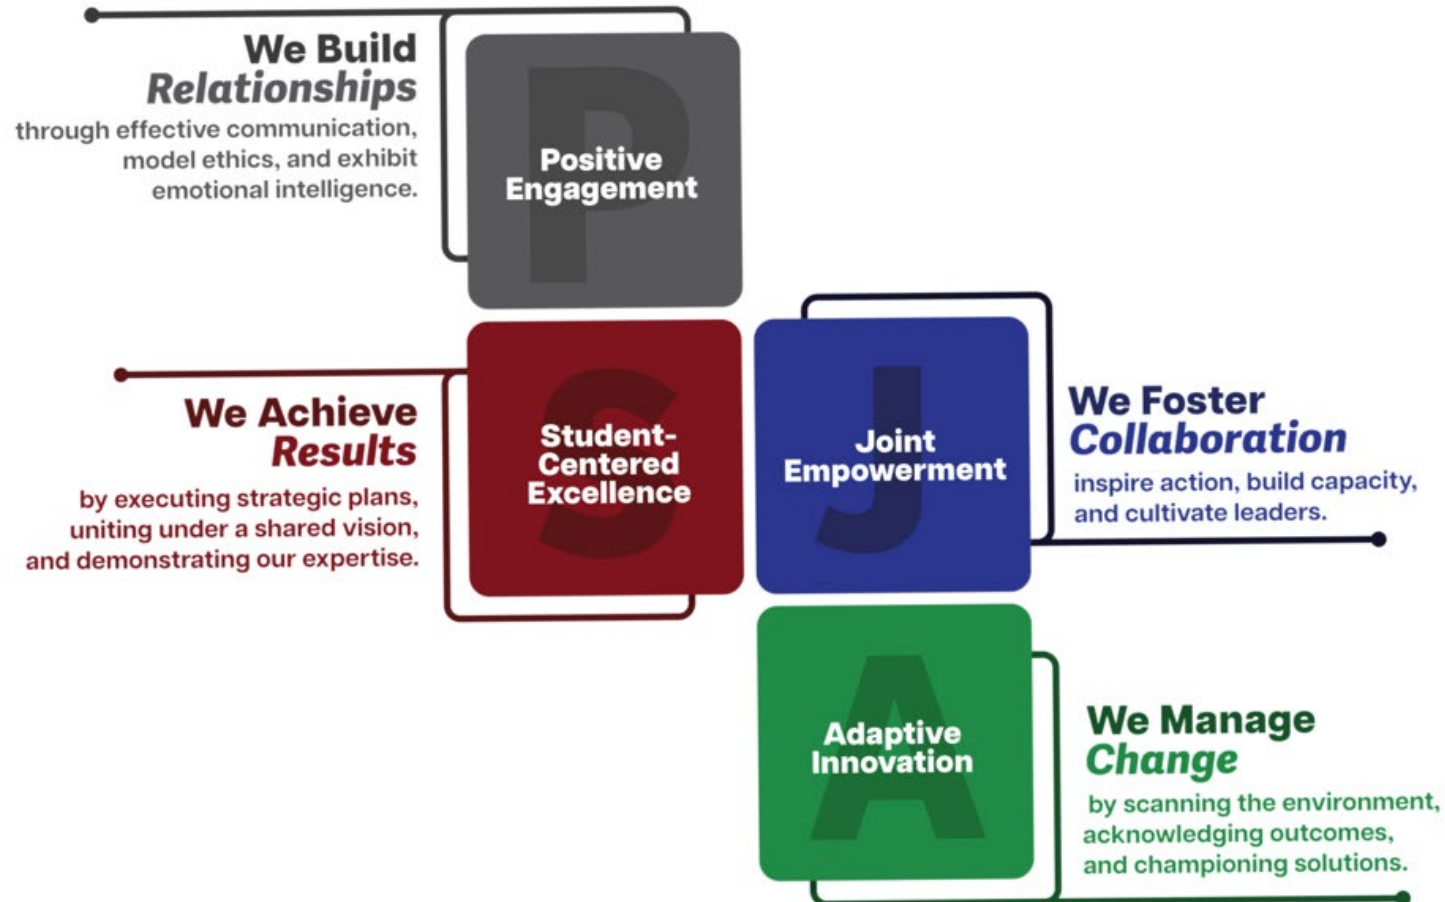 We Build
Relationships
through effective communication,
model ethics, and exhibit
emotional intelligence.
P
Positive
Engagement
We Achieve
Results
by executing strategic plans,
uniting under a shared vision,
and demonstrating our expertise.
S
Student-
Centered
Excellence
J
Joint
Empowerment
We Foster
Collaboration
inspire action, build capacity,
and cultivate leaders.
A
Adaptive
Innovation
We Manage
Change
by scanning the environment,
acknowledging outcomes,
and championing solutions.